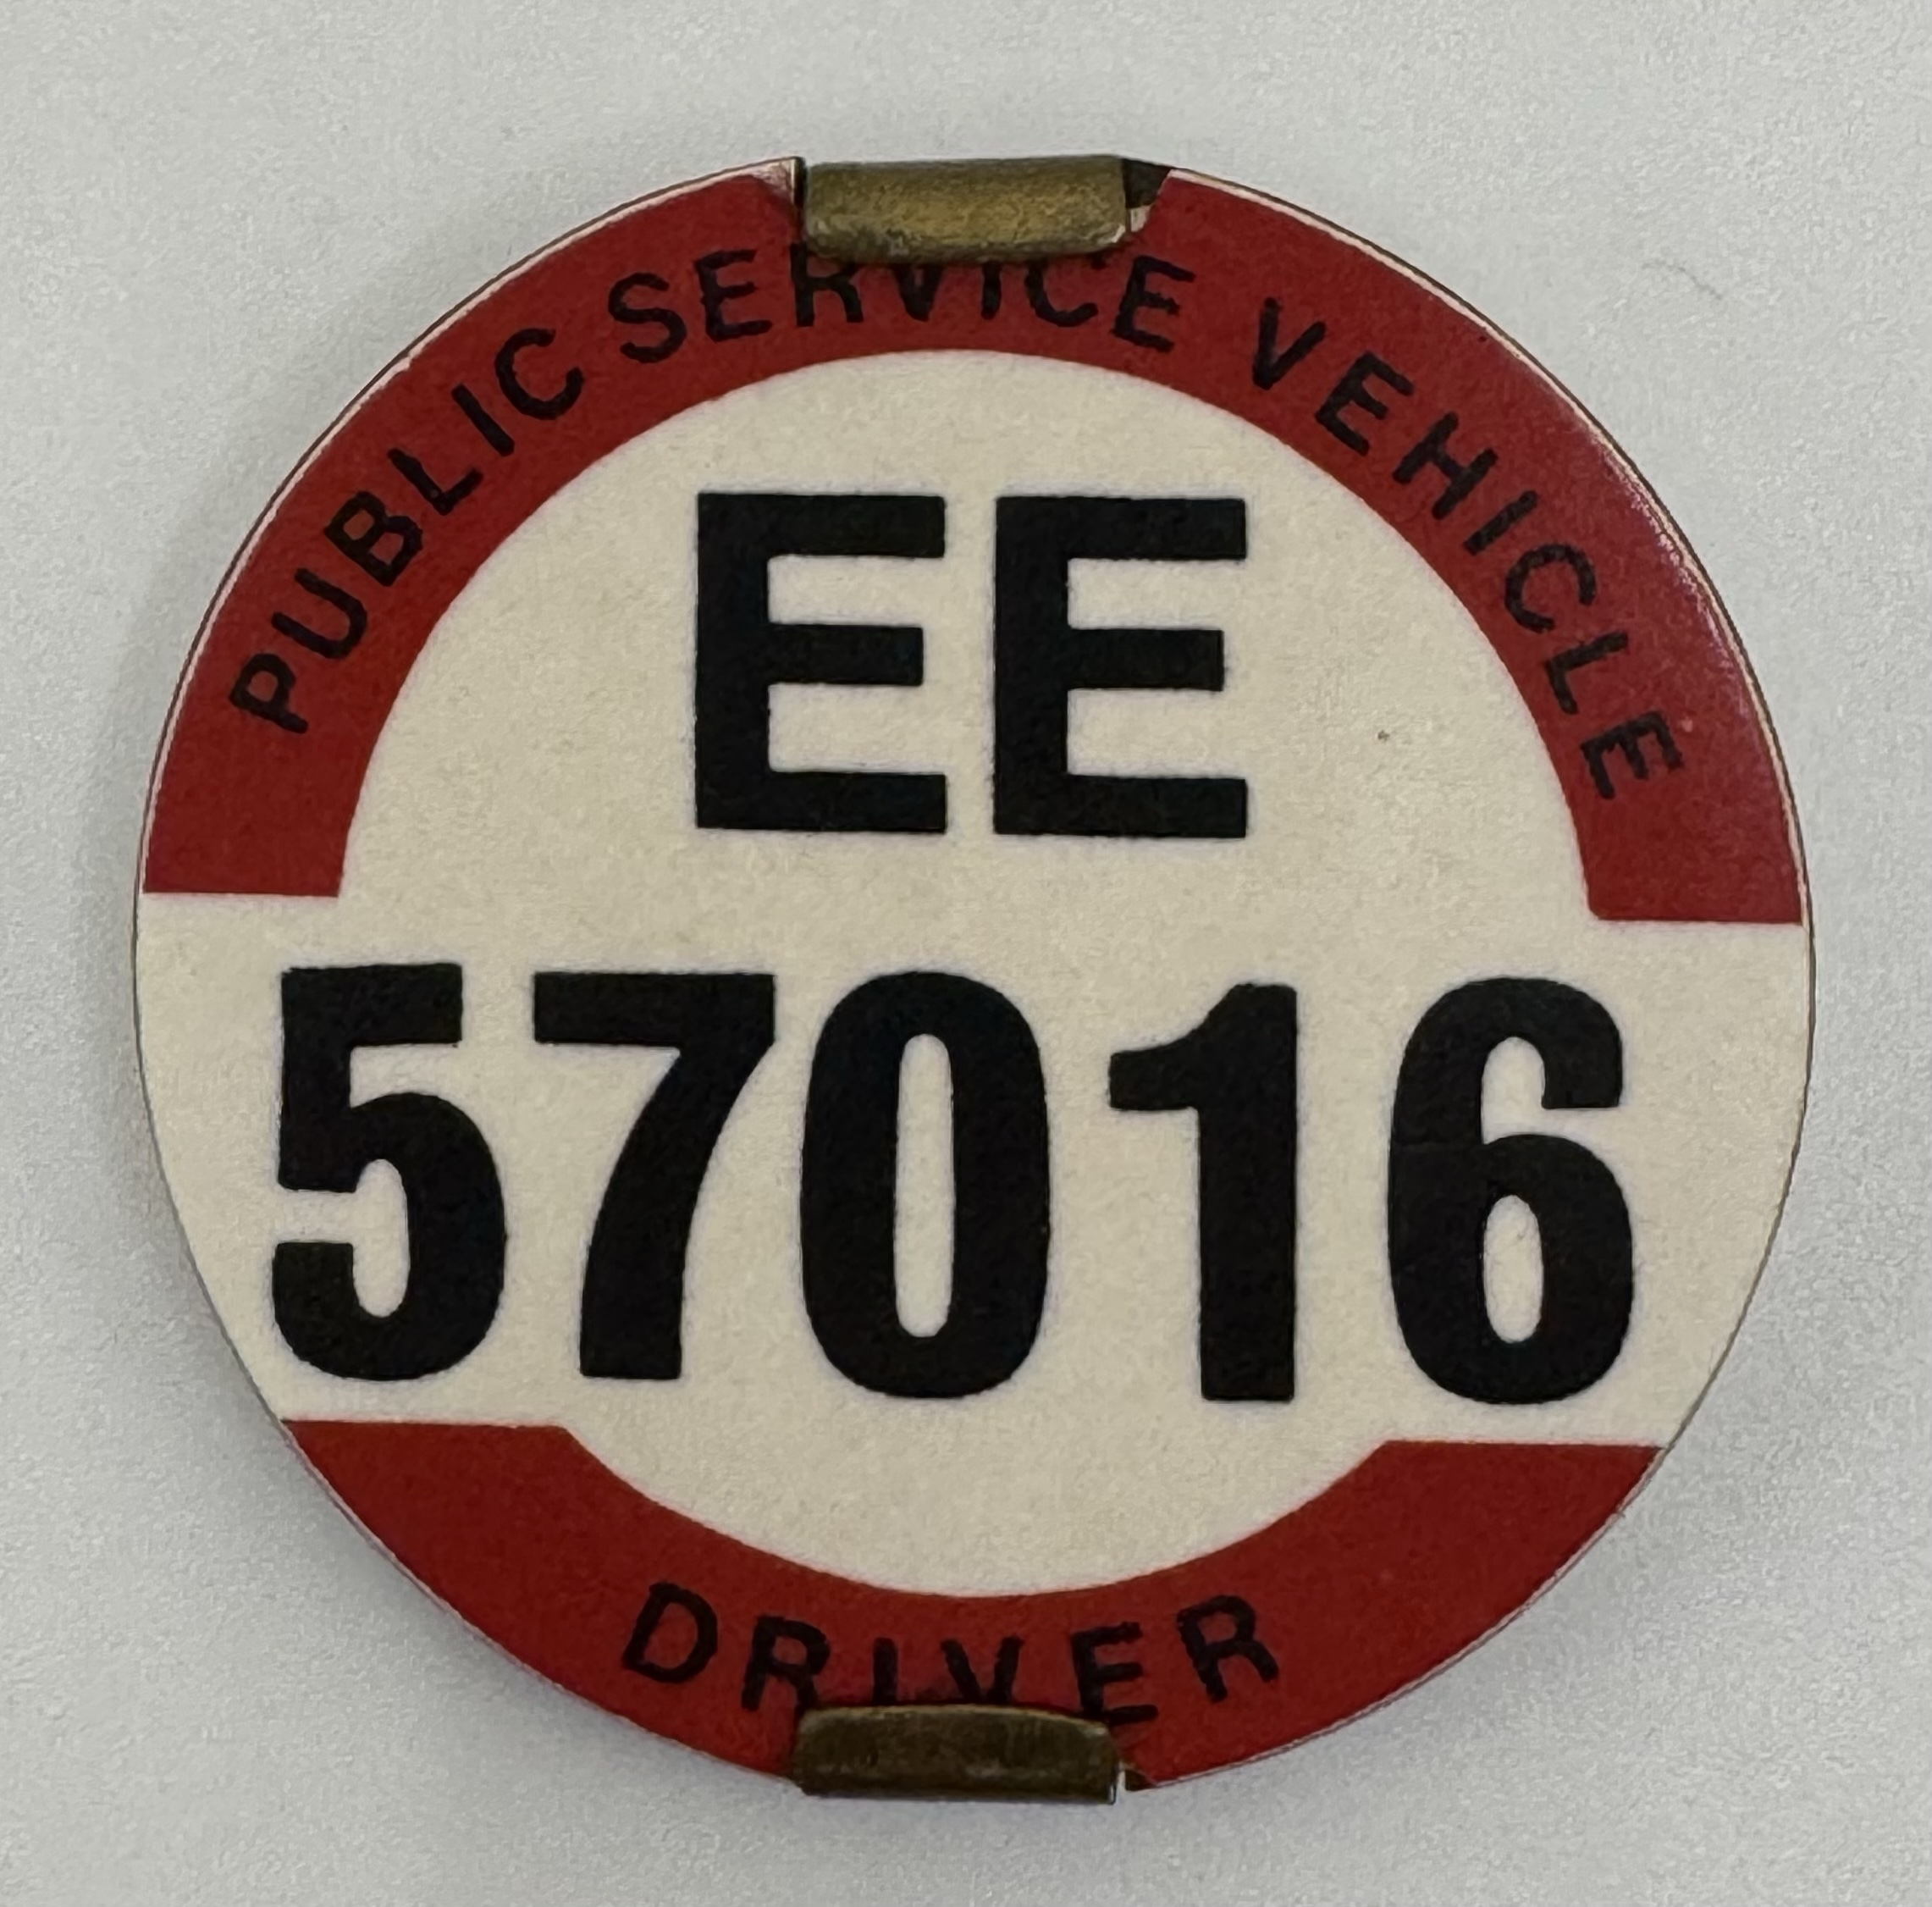 PUBLIC SERVICE VEHICLE
EE
57016
DRIVER